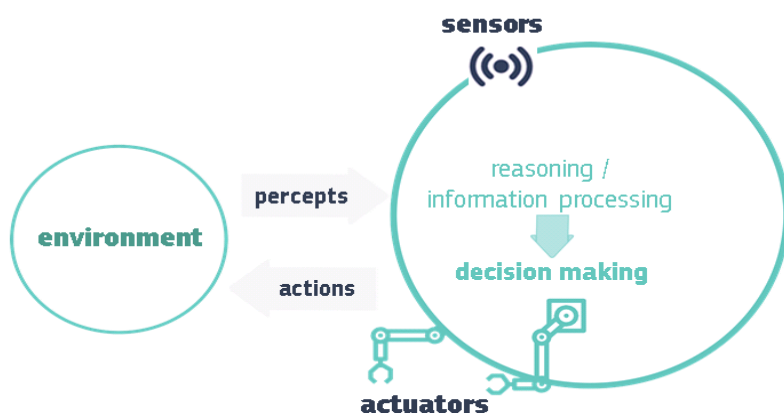 sensors
reasoning /
information processing
percepts
environment
decision making
actions
actuators